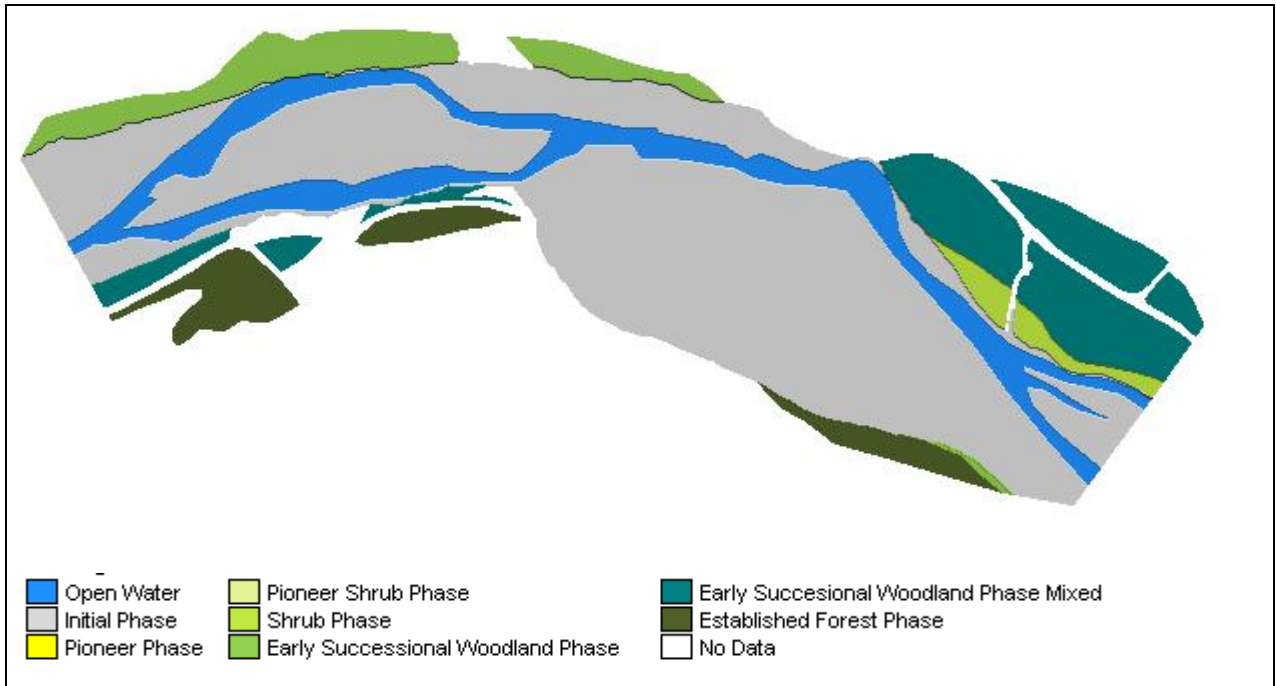 Open Water
Initial Phase
Pioneer Phase
Pioneer Shrub Phase
Shrub Phase
Early Successional Woodland Phase
Early Succesional Woodland Phase Mixed
Established Forest Phase
No Data